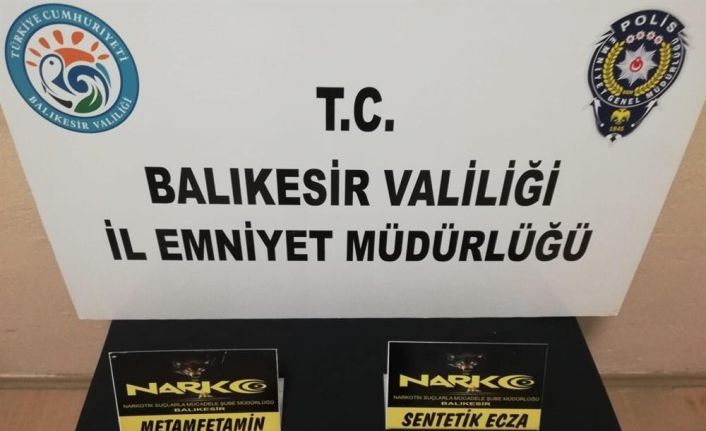 TÜRKİYE CUMHURİYETİ
BALIKESİR VALİLİĞİ
POLİS
EMNİYET GENEL MÜDÜRLÜĞÜ
1845
T.C.
BALIKESİR VALİLİĞİ
İL EMNİYET MÜDÜRLÜĞÜ
NARKO
NARKOTİK SUÇLARLA MÜCADELE ŞUBE MÜDÜRLÜĞÜ
BALIKESİR
METAMFETAMİN
NARKO
NARKOTİK SUÇLARLA MÜCADELE ŞUBE MÜDÜRLÜĞÜ
BALIKESİR
SENTETİK ECZA